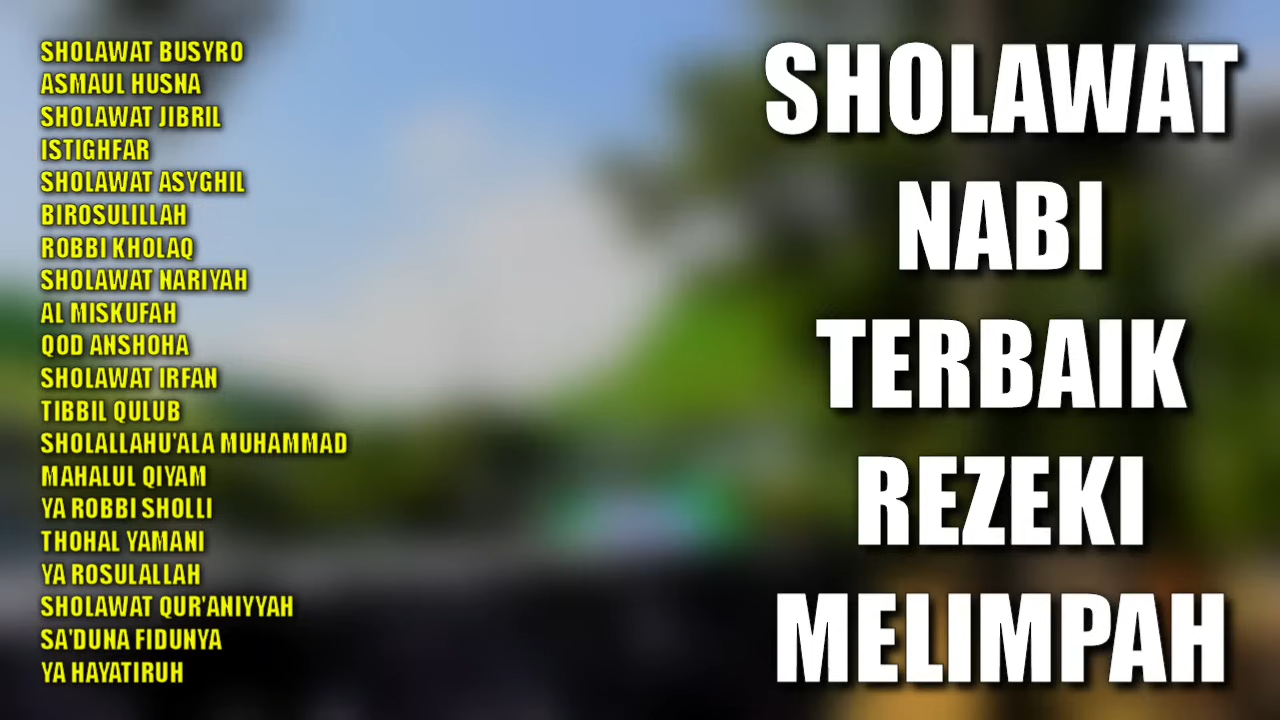 SHOLAWAT BUSYRO
ASMAUL HUSNA
SHOLAWAT JIBRIL
ISTIGHFAR
SHOLAWAT ASYGHIL
BIROSULILLAH
ROBBI KHOLAQ
SHOLAWAT NARIYAH
AL MISKUFAH
QOD ANSHOHA
SHOLAWAT IRFAN
TIBBIL QULUB
SHOLALLAHU'ALA MUHAMMAD
MAHALUL QIYAM
YA ROBBI SHOLLI
THOHAL YAMANI
YA ROSULALLAH
SHOLAWAT QUR'ANIYYAH
SA'DUNA FIDUNYA
YA HAYATIRUH
SHOLAWAT
NABI
TERBAIK
REZEKI
MELIMPAH